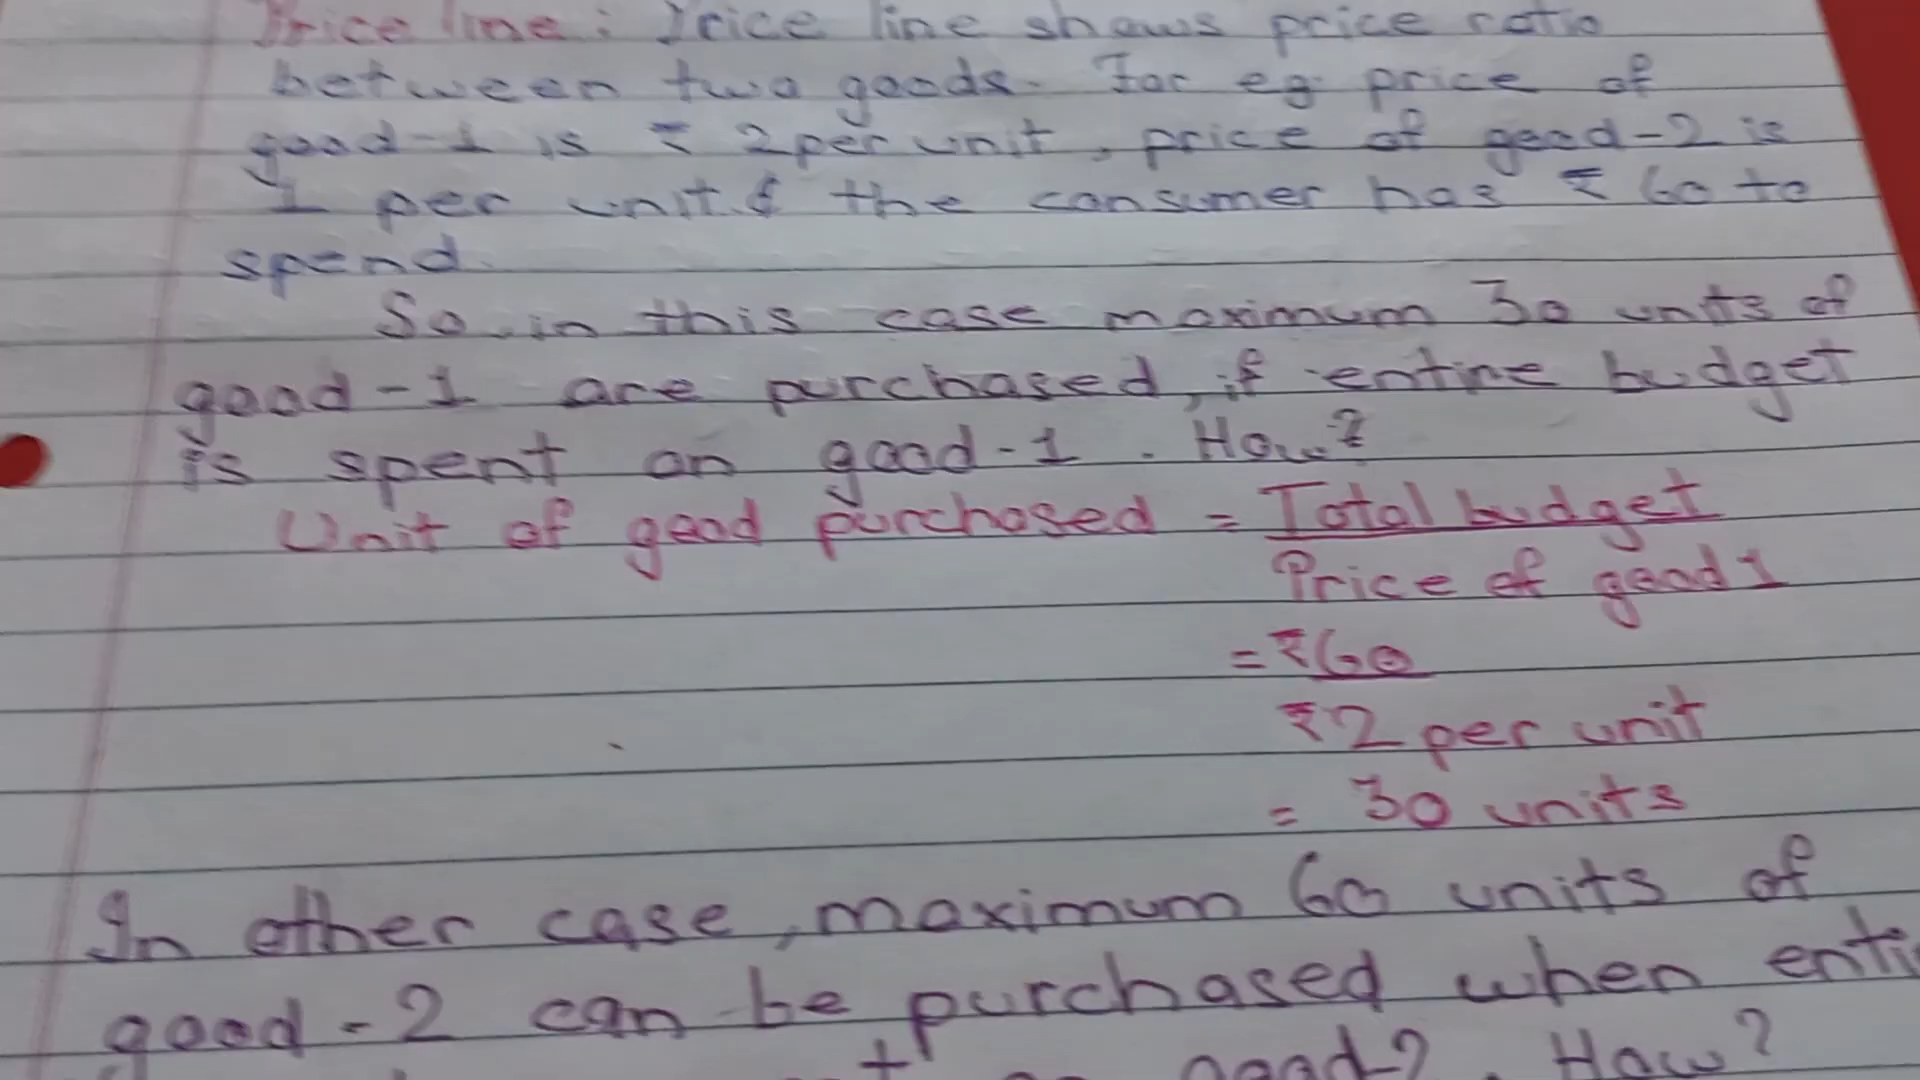 Price line : Price line shows price ratio
between two goods. For eg. price of
good-1 is ₹ 2 per unit, price of good-2 is
1 per unit & the consumer has ₹ 60 to
spend.
So, in this case maximum 30 units of
good-1 are purchased, if entire budget
is spent on good-1. How?
Unit of good purchased = Total budget
Price of good 1
= ₹60
₹2 per unit
= 30 units
In other case, maximum 60 units of
good-2 can be purchased when enti
good2. How?